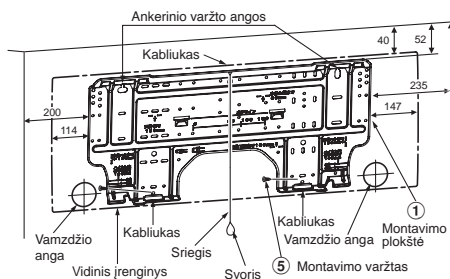 Ankerinio varžto angos
Kabliukas
40
52
200
114
235
147
1
Montavimo
plokštė
Vamzdžio
anga
Kabliukas
Kabliukas
Vamzdžio anga
Sriegis
5 Montavimo varžtas
Vidinis įrenginys
Svoris